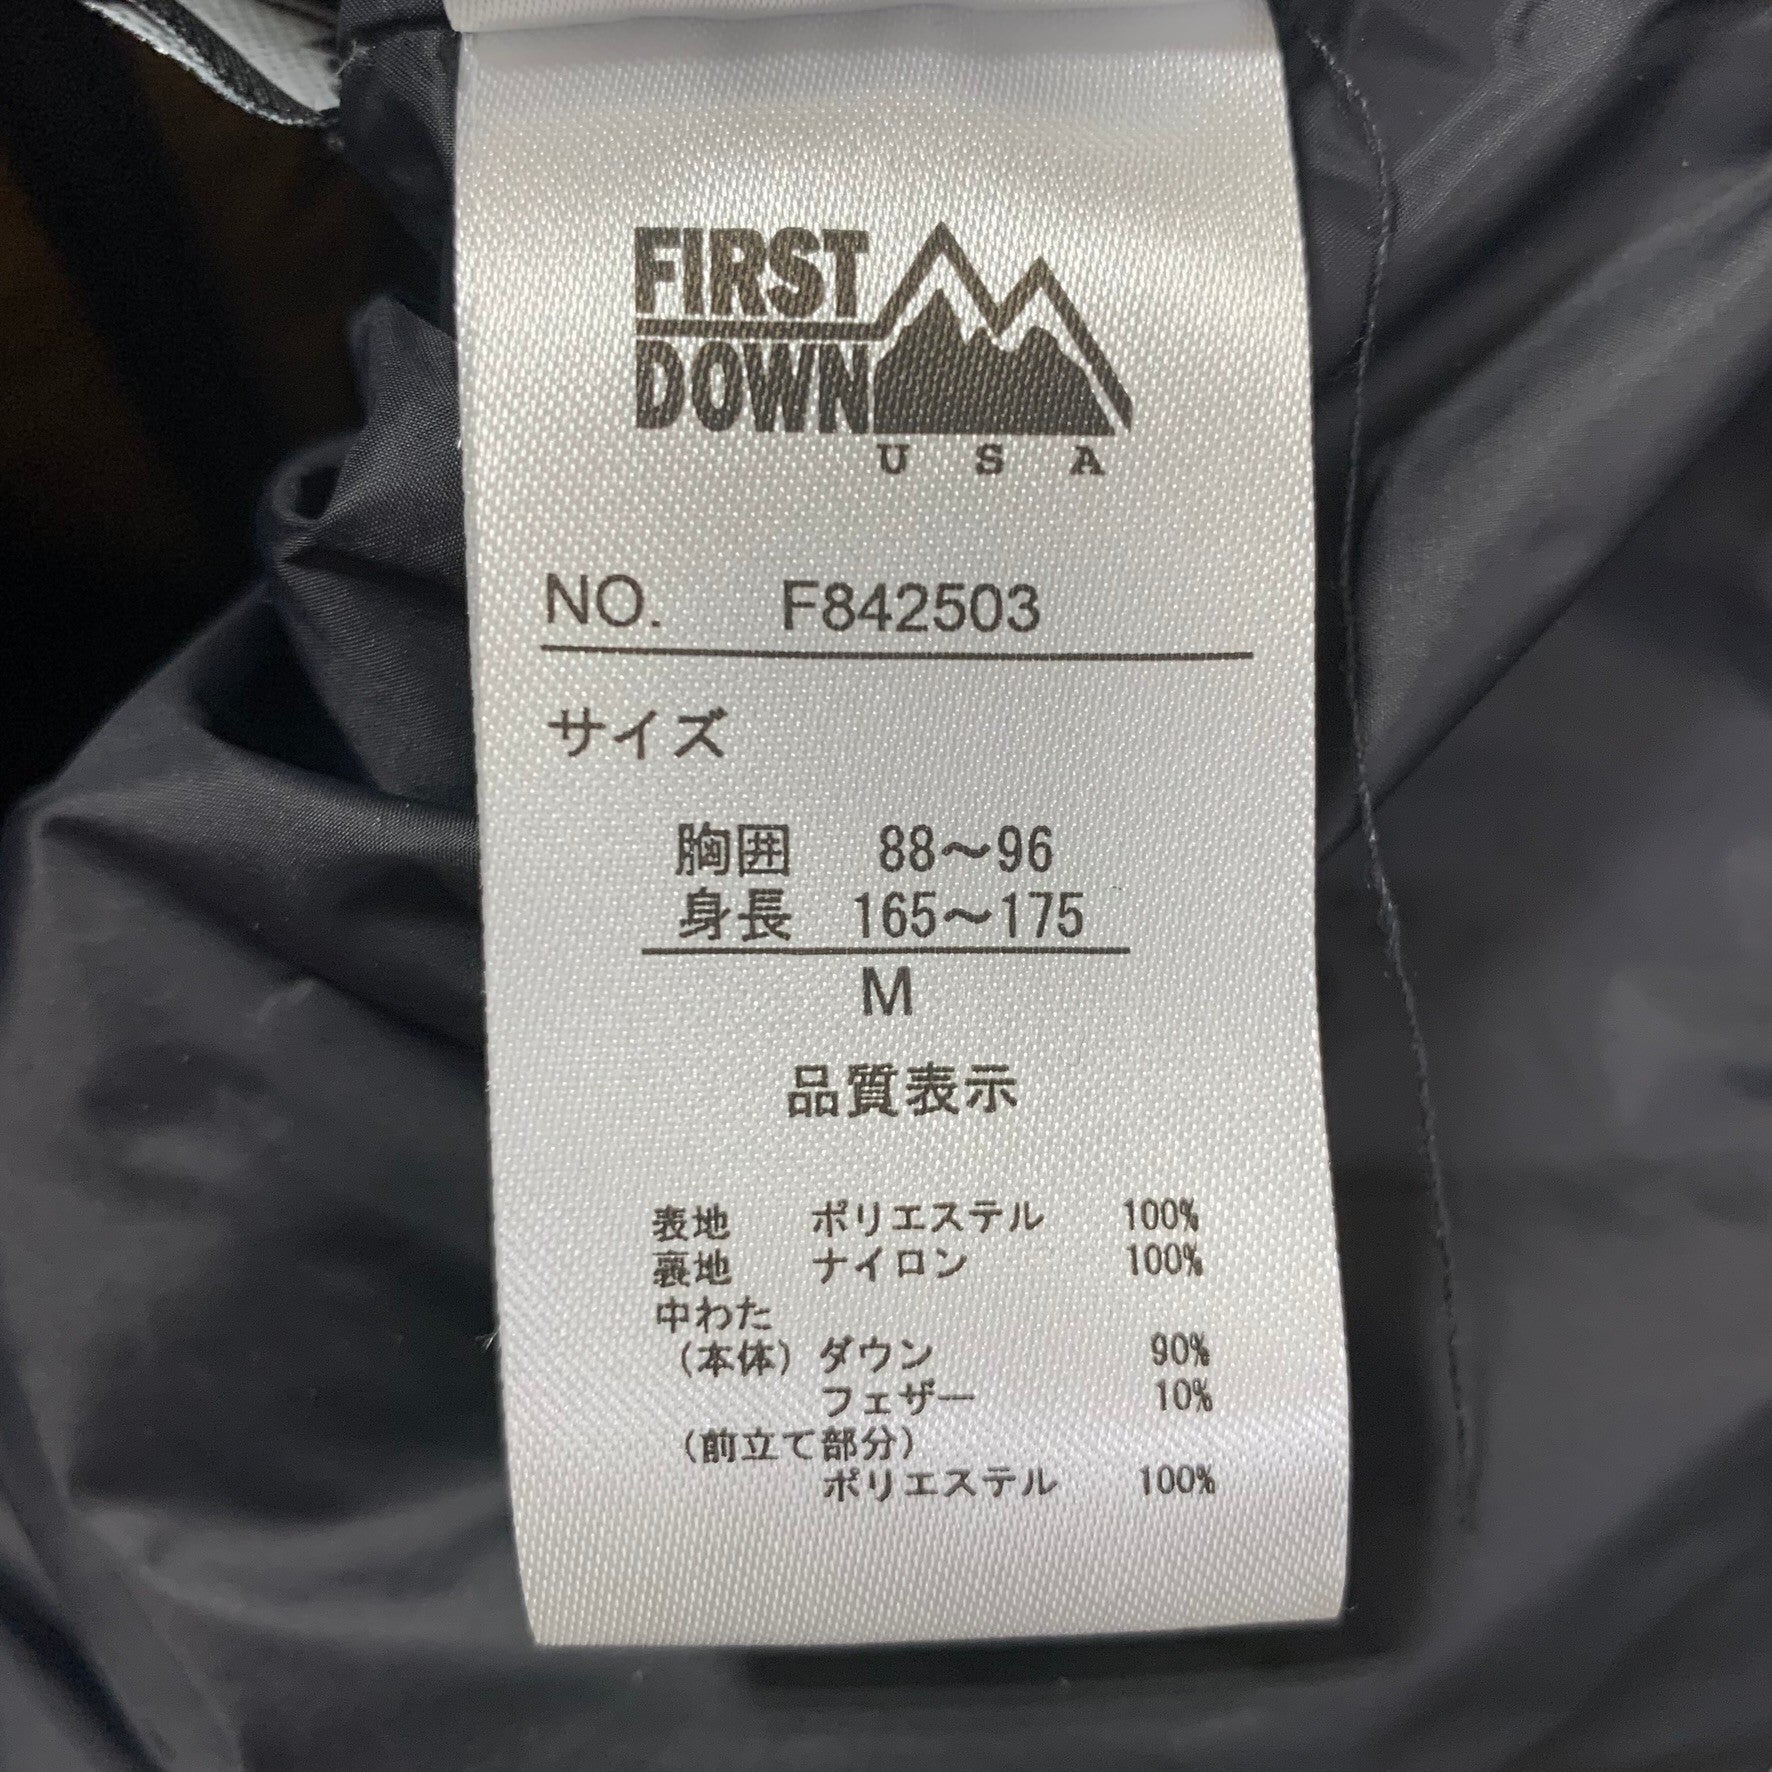 FIRST
DOWN
USA
NO. F842503
サイズ
胸囲 88～96
身長 165～175
M
品質表示
表地 ポリエステル 100%
裏地 ナイロン 100%
中わた
(本体) ダウン 90%
フェザー 10%
(前立て部分)
ポリエステル 100%